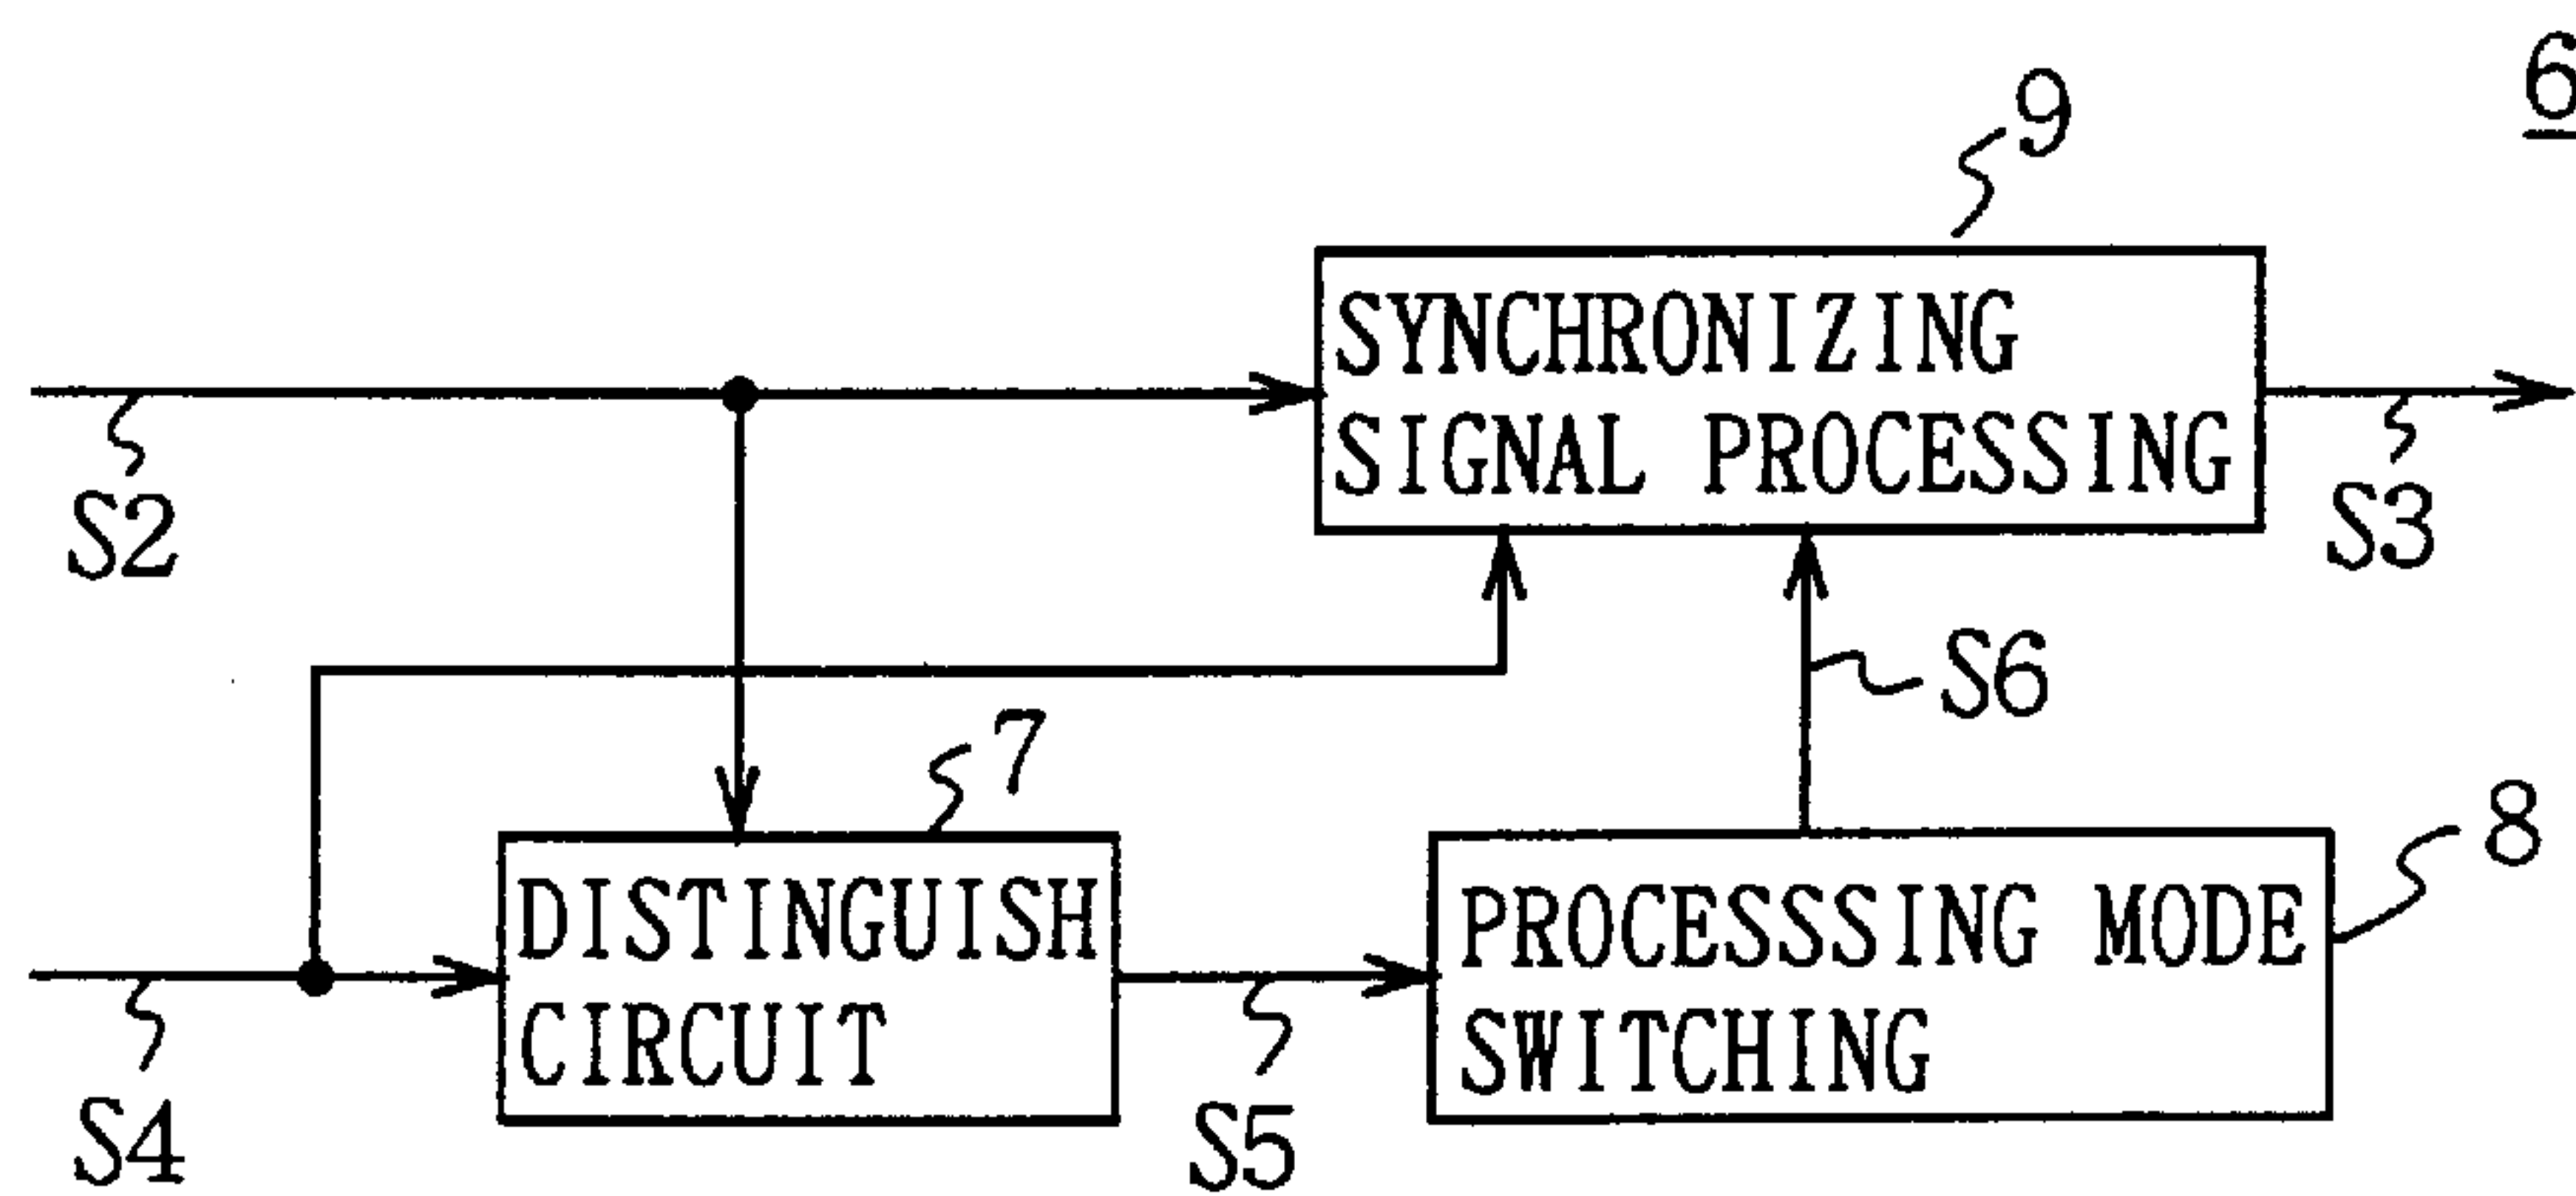 6
9
SYNCHRONIZING
SIGNAL PROCESSING
S2
S3
S6
7
8
DISTINGUISH
CIRCUIT
PROCESSSING MODE
SWITCHING
S4
S5